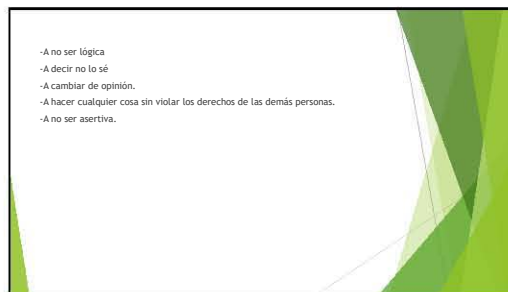 -A no ser lógica
-A decir no lo sé
-A cambiar de opinión.
-A hacer cualquier cosa sin violar los derechos de las demás personas.
-A no ser asertiva.